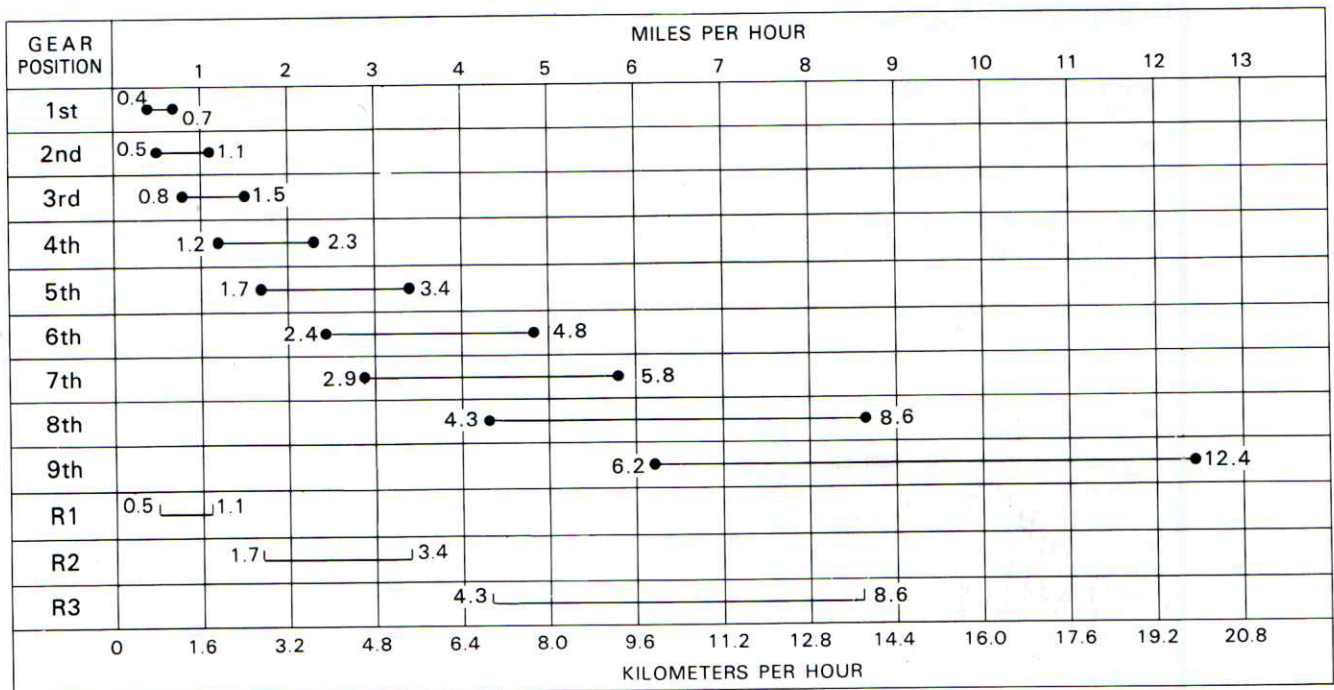 MILES PER HOUR
GEAR POSITION
1 2 3 4 5 6 7 8 9 10 11 12 13
1st 0.4 0.7
2nd 0.5 1.1
3rd 0.8 1.5
4th 1.2 2.3
5th 1.7 3.4
6th 2.4 4.8
7th 2.9 5.8
8th 4.3 8.6
9th 6.2 12.4
R1 0.5 1.1
R2 1.7 3.4
R3 4.3 8.6
0 1.6 3.2 4.8 6.4 8.0 9.6 11.2 12.8 14.4 16.0 17.6 19.2 20.8
KILOMETERS PER HOUR